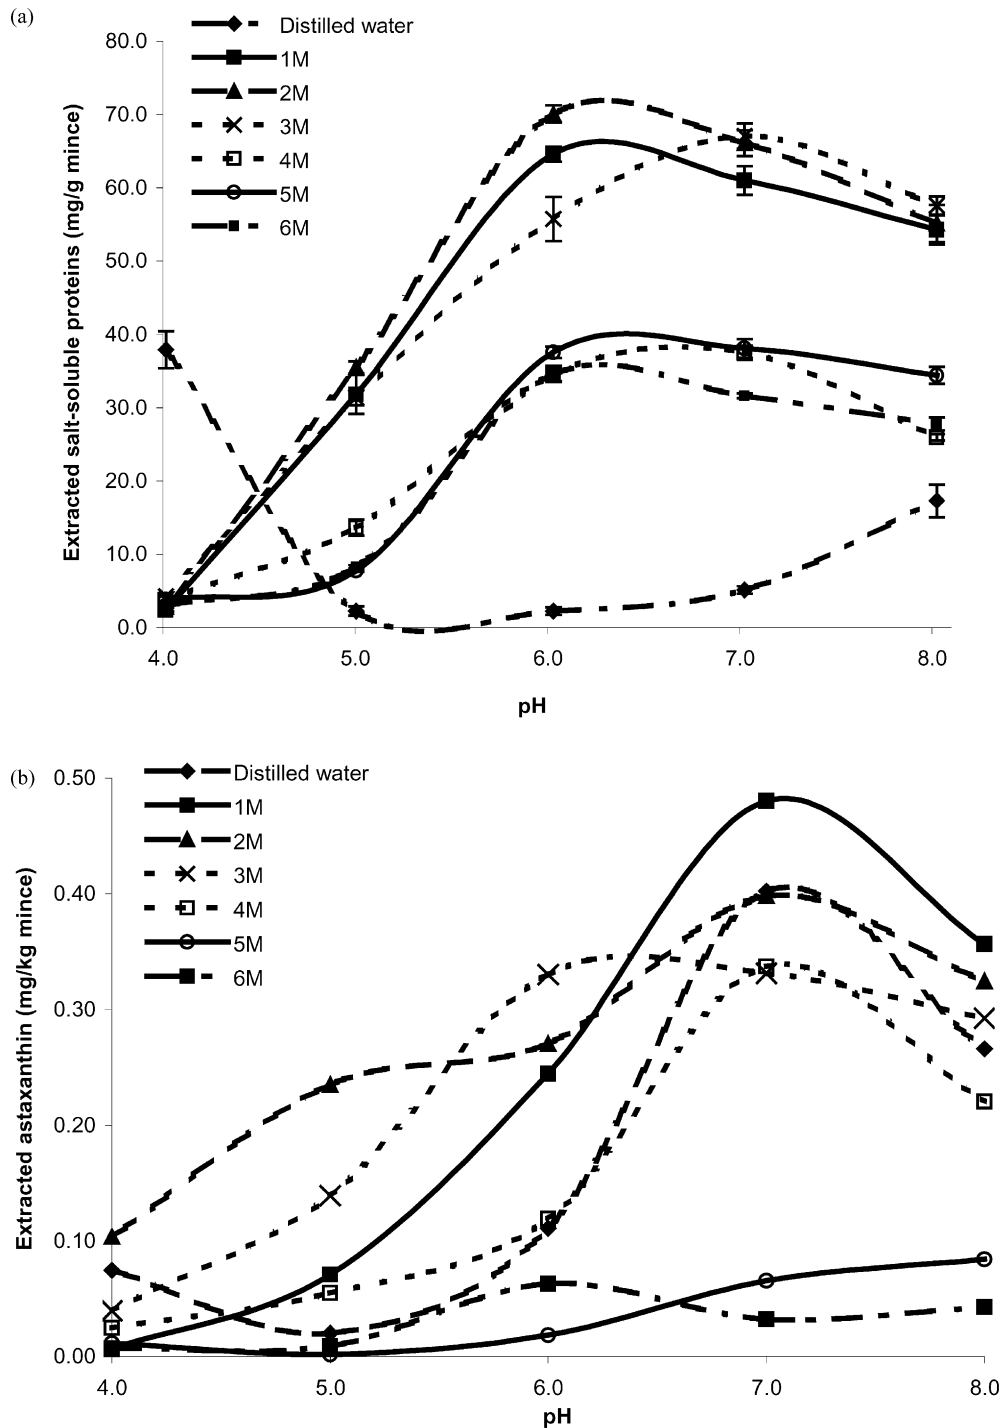 (a)
Extracted salt-soluble proteins (mg/g mince)
80.0
70.0
60.0
50.0
40.0
30.0
20.0
10.0
0.0
Distilled water
1M
2M
3M
4M
5M
6M
4.0 5.0 6.0 7.0 8.0
pH
(b)
Extracted astaxanthin (mg/kg mince)
0.50
0.40
0.30
0.20
0.10
0.00
Distilled water
1M
2M
3M
4M
5M
6M
4.0 5.0 6.0 7.0 8.0
pH